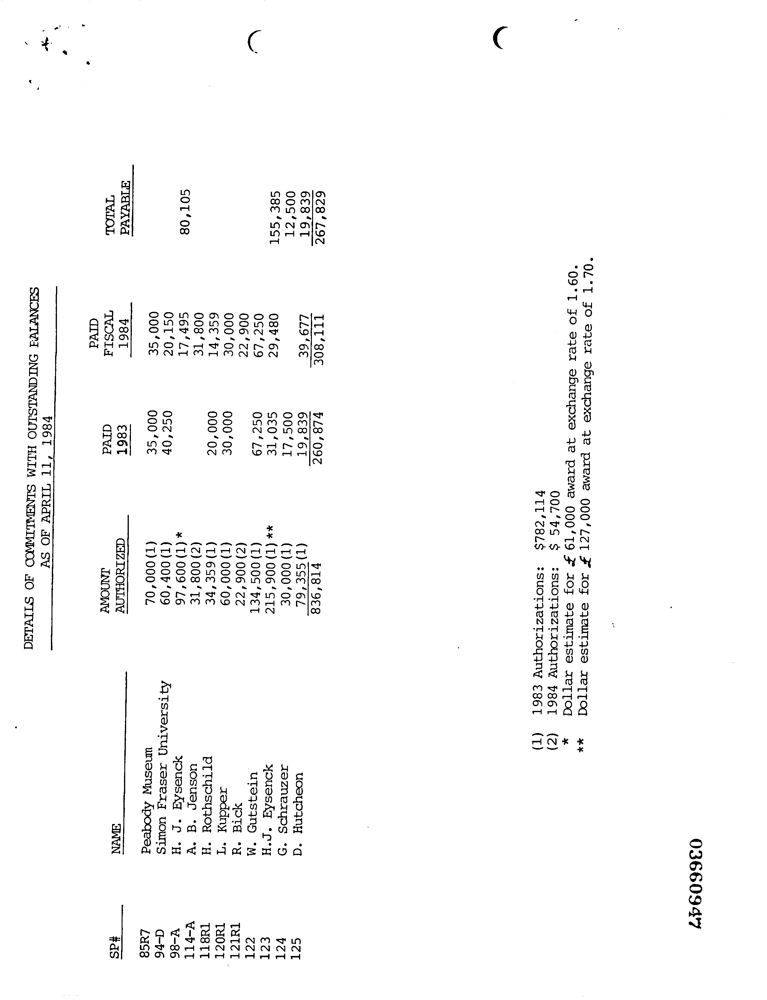 DETAILS OF COMMITMENTS WITH OUTSTANDING BALANCES
AS OF APRIL 11, 1984
SP# NAME AMOUNT AUTHORIZED PAID 1983 PAID FISCAL 1984 TOTAL PAYABLE
85R7 Peabody Museum 70,000(1) 35,000 35,000
94-D Simon Fraser University 60,400(1) 40,250 20,150
98-A H. J. Eysenck 97,600(1)* 17,495 80,105
114-A A. B. Jenson 31,800(2) 31,800
118R1 H. Rothschild 34,359(1) 20,000 14,359
120R1 L. Kupper 60,000(1) 30,000 30,000
121R1 R. Bick 22,900(2) 22,900
122 W. Gutstein 134,500(1) 67,250 67,250
123 H.J. Eysenck 215,900(1)** 31,035 29,480 155,385
124 G. Schrauzer 30,000(1) 17,500 12,500
125 D. Hutcheon 79,355(1) 19,839 39,677 19,839
836,814 260,874 308,111 267,829
(1) 1983 Authorizations: $782,114
(2) 1984 Authorizations: $ 54,700
* Dollar estimate for £ 61,000 award at exchange rate of 1.60.
** Dollar estimate for £ 127,000 award at exchange rate of 1.70.
03660947